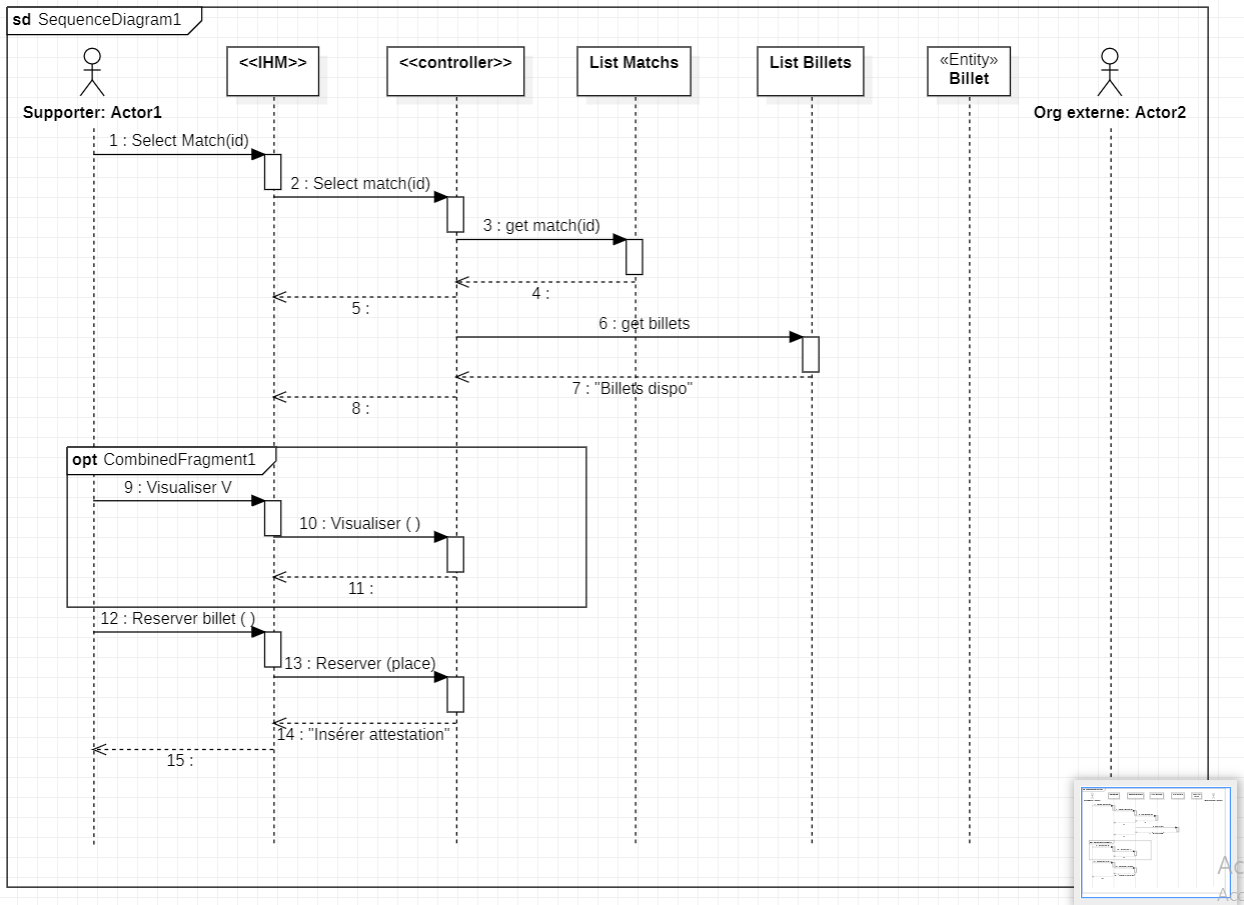 sd SequenceDiagram1
<<IHM>>
<<controller>>
List Matchs
List Billets
«Entity»
Billet
Supporter: Actor1
Org externe: Actor2
1 : Select Match(id)
2 : Select match(id)
3 : get match(id)
4 :
5 :
6 : get billets
7 : "Billets dispo"
8 :
opt CombinedFragment1
9 : Visualiser V
10 : Visualiser ( )
11 :
12 : Reserver billet ( )
13 : Reserver (place)
14 : "Insérer attestation"
15 :